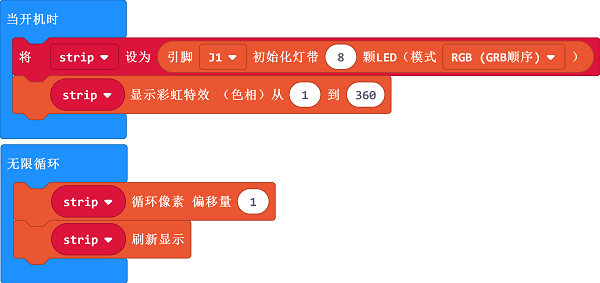 当开机时
将 strip 设为 引脚 J1 初始化灯带 8 颗LED（模式 RGB (GRB顺序) ）
strip 显示彩虹特效 （色相）从 1 到 360
无限循环
strip 循环像素 偏移量 1
strip 刷新显示